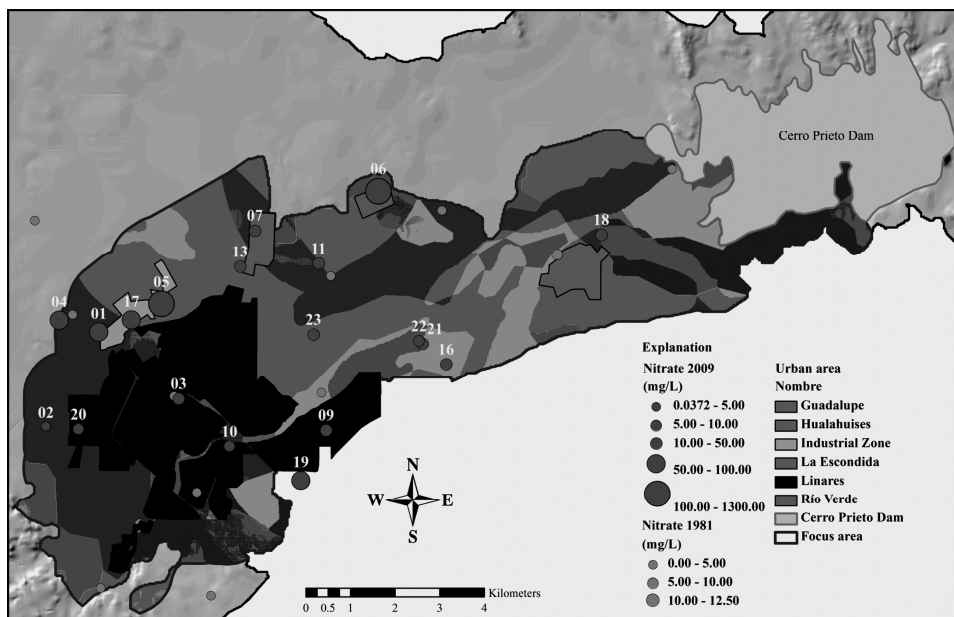 Cerro Prieto Dam
06
07
18
13
11
05
04
17
01
23
22
21
16
03
02
20
09
10
19
N
W
E
S
0
0.5
1
2
3
4
Kilometers
Explanation
Nitrate 2009
(mg/L)
0.0372 - 5.00
5.00 - 10.00
10.00 - 50.00
50.00 - 100.00
100.00 - 1300.00
Nitrate 1981
(mg/L)
0.00 - 5.00
5.00 - 10.00
10.00 - 12.50
Urban area
Nombre
Guadalupe
Hualahuises
Industrial Zone
La Escondida
Linares
Río Verde
Cerro Prieto Dam
Focus area